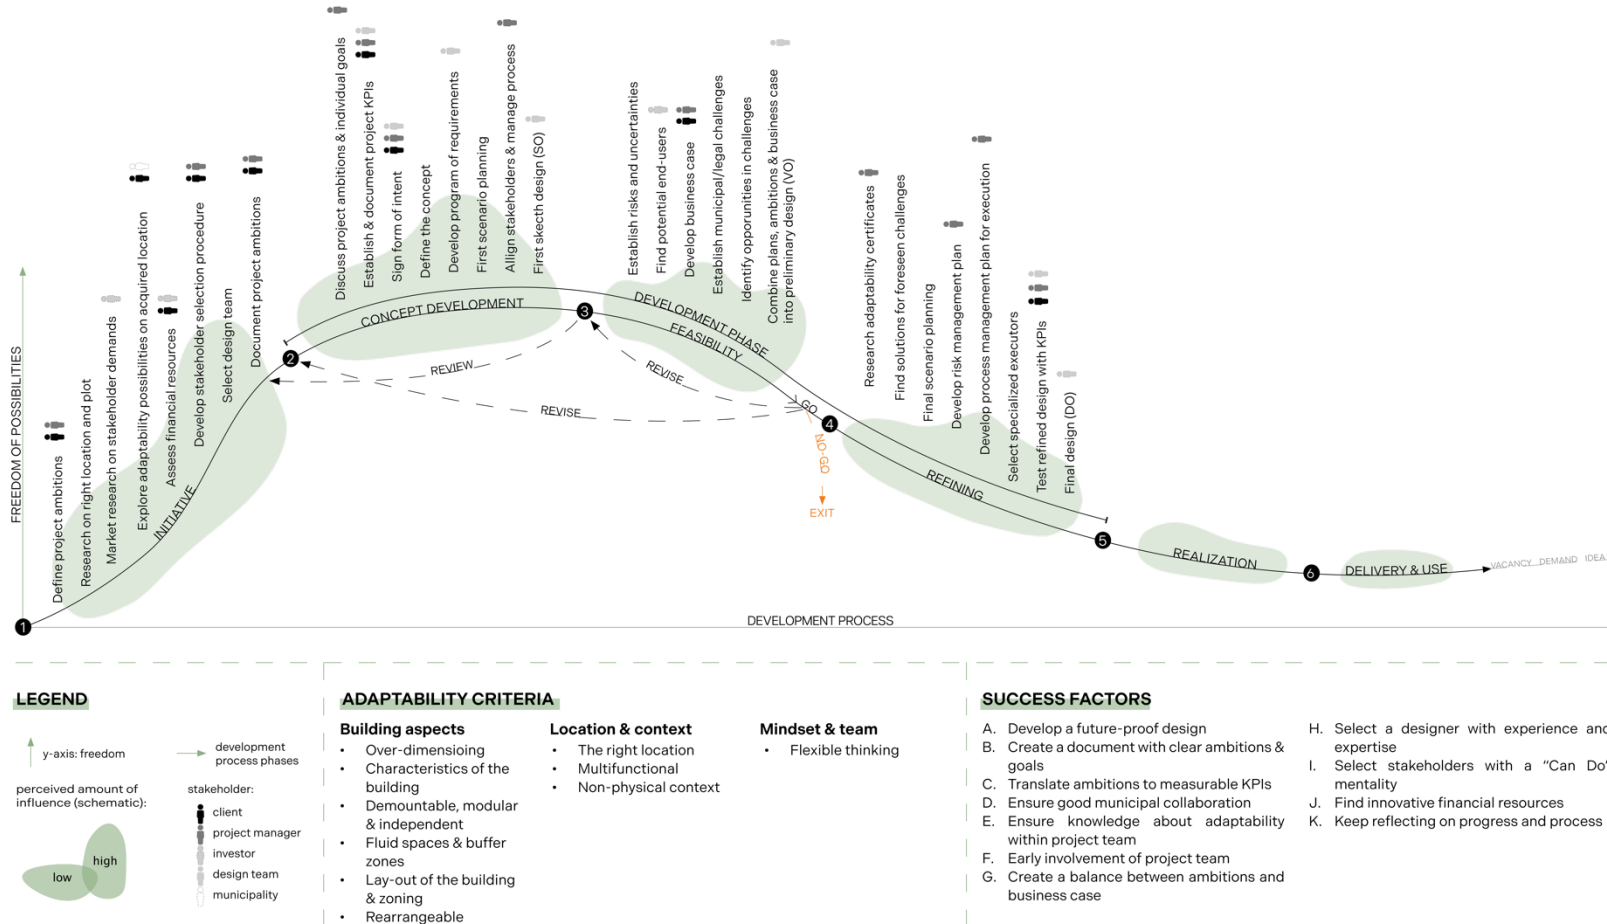 FREEDOM OF POSSIBILITIES
Define project ambitions
Research on right location and plot
Market research on stakeholder demands
Explore adaptability possibilities on acquired location
Assess financial resources
Develop stakeholder selection procedure
Select design team
Document project ambitions
Discuss project ambitions & individual goals
Establish & document project KPIs
Sign form of intent
Define the concept
Develop program of requirements
First scenario planning
Allign stakeholders & manage process
First skecth design (SO)
Establish risks and uncertainties
Find potential end-users
Develop business case
Establish municipal/legal challenges
Identify opporunities in challenges
Combine plans, ambitions & business case
into preliminary design (VO)
Research adaptability certificates
Find solutions for foreseen challenges
Final scenario planning
Develop risk management plan
Develop process management plan for execution
Select specialized executors
Test refined design with KPIs
Final design (DO)
1
INITIATIVE
2
CONCEPT DEVELOPMENT
3
DEVELOPMENT PHASE
FEASIBILITY
REVIEW
REVISE
REVISE
GO
4
NO-GO
EXIT
REFINING
5
REALIZATION
6
DELIVERY & USE
VACANCY DEMAND IDEA
DEVELOPMENT PROCESS
LEGEND
y-axis: freedom
development
process phases
perceived amount of
influence (schematic):
high
low
stakeholder:
client
project manager
investor
design team
municipality
ADAPTABILITY CRITERIA
Building aspects
• Over-dimensioing
• Characteristics of the
building
• Demountable, modular
& independent
• Fluid spaces & buffer
zones
• Lay-out of the building
& zoning
• Rearrangeable
Location & context
• The right location
• Multifunctional
• Non-physical context
Mindset & team
• Flexible thinking
SUCCESS FACTORS
A. Develop a future-proof design
B. Create a document with clear ambitions &
goals
C. Translate ambitions to measurable KPIs
D. Ensure good municipal collaboration
E. Ensure knowledge about adaptability
within project team
F. Early involvement of project team
G. Create a balance between ambitions and
business case
H. Select a designer with experience and
expertise
I. Select stakeholders with a “Can Do”
mentality
J. Find innovative financial resources
K. Keep reflecting on progress and process